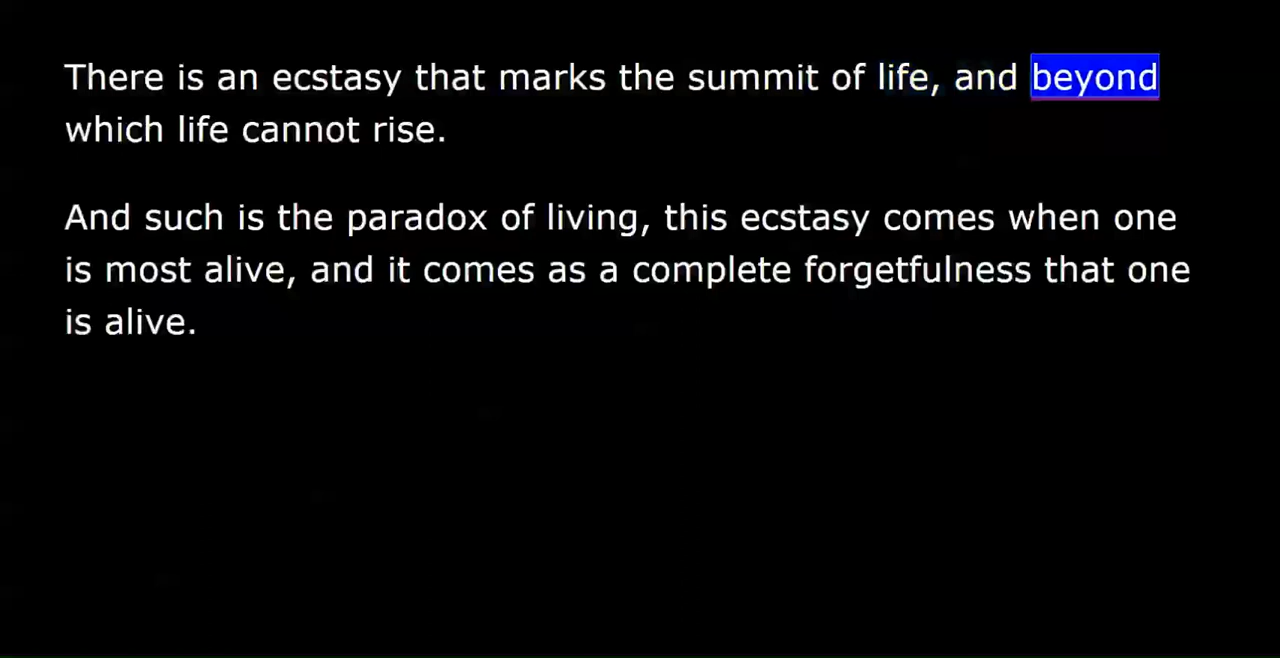 There is an ecstasy that marks the summit of life, and beyond
which life cannot rise.
And such is the paradox of living, this ecstasy comes when one
is most alive, and it comes as a complete forgetfulness that one
is alive.